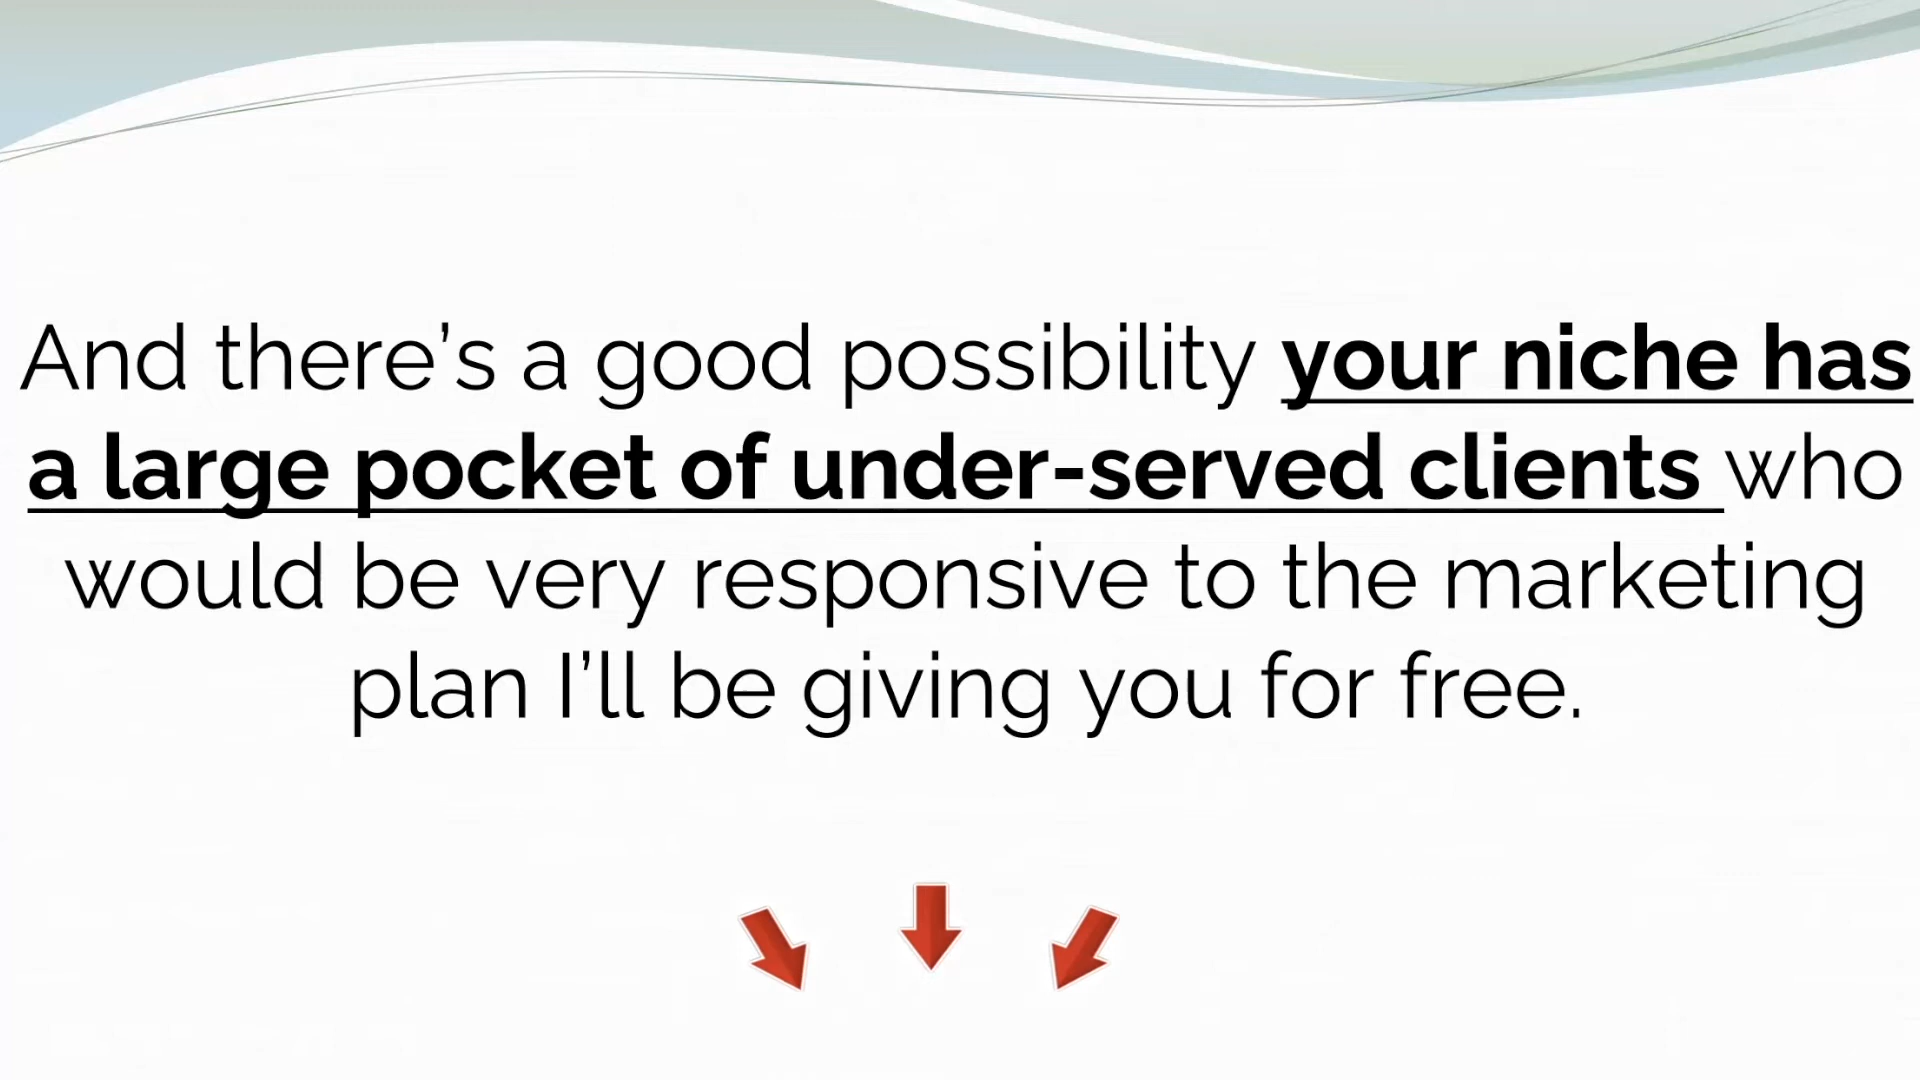 And there’s a good possibility your niche has
a large pocket of under-served clients who
would be very responsive to the marketing
plan I’ll be giving you for free.